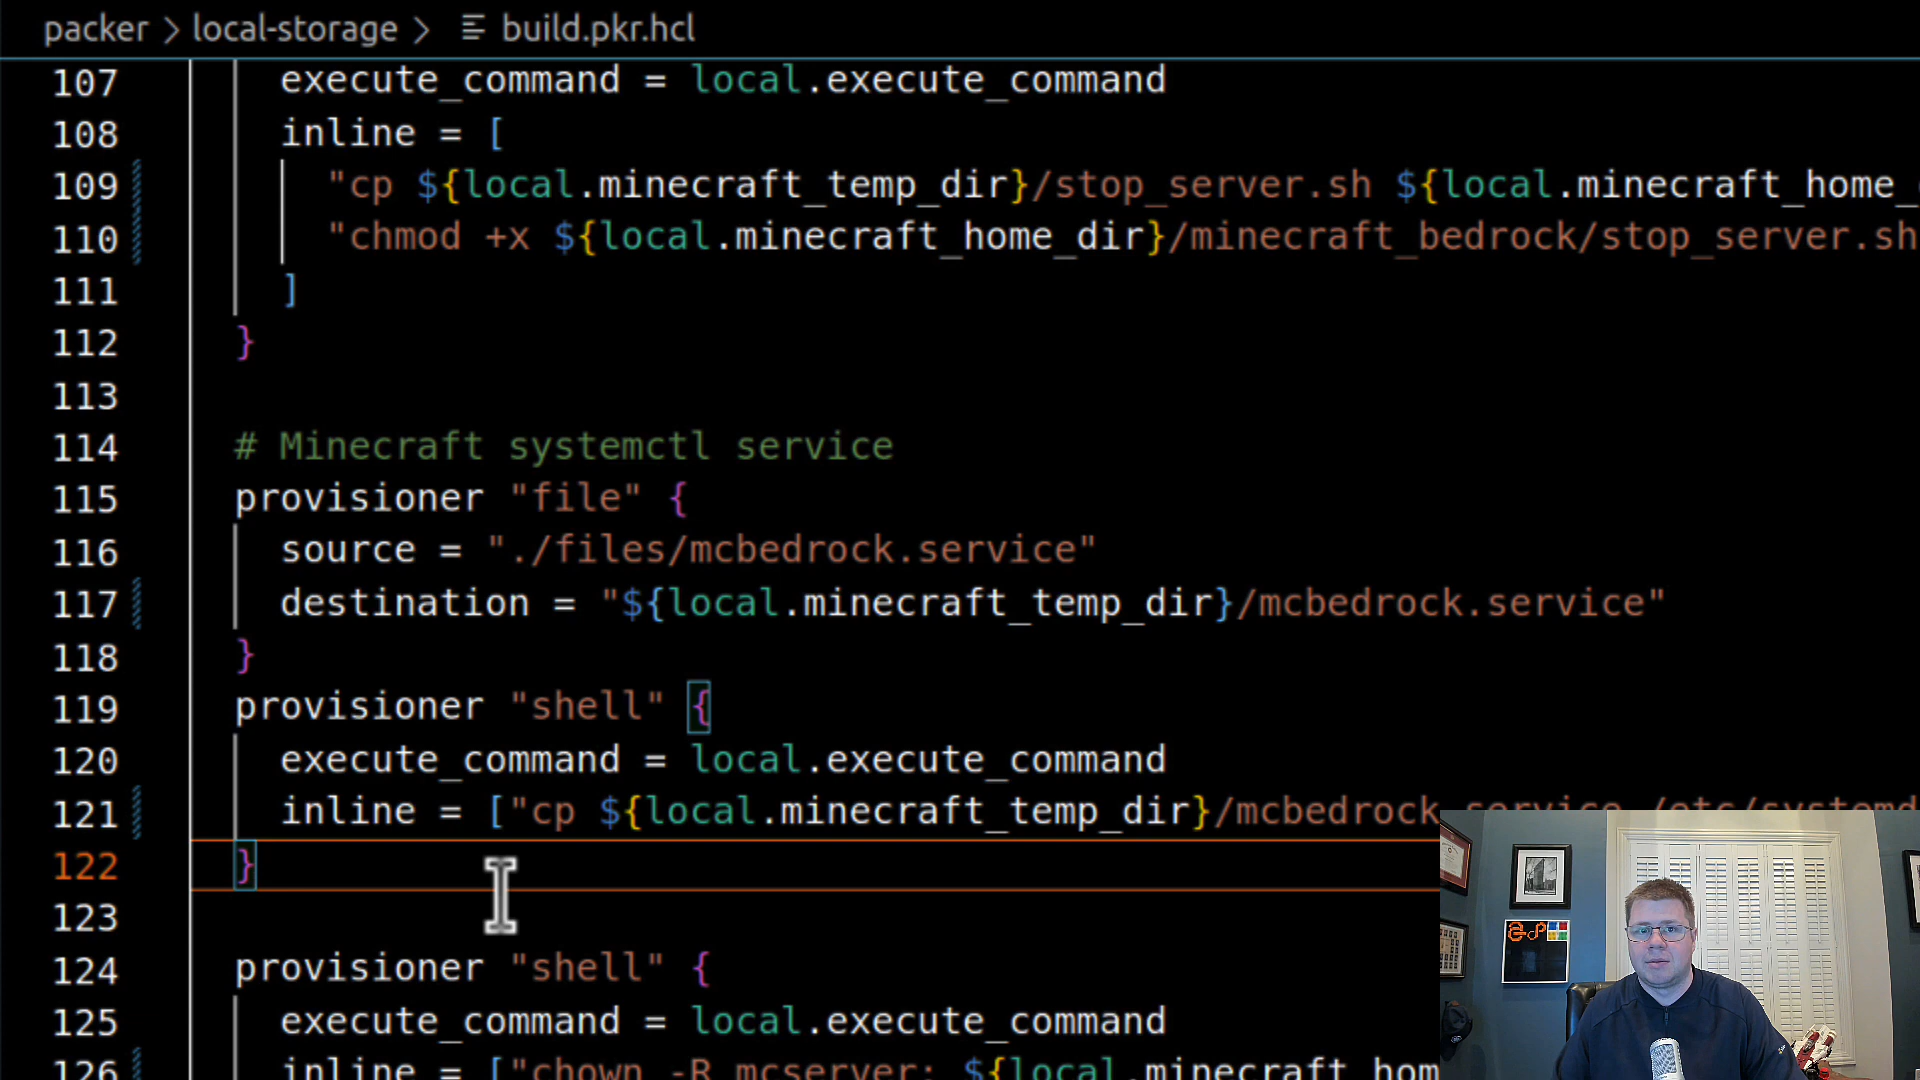 packer > local-storage > build.pkr.hcl
107 execute_command = local.execute_command
108 inline = [
109 "cp ${local.minecraft_temp_dir}/stop_server.sh ${local.minecraft_home_
110 "chmod +x ${local.minecraft_home_dir}/minecraft_bedrock/stop_server.sh
111 ]
112 }
113
114 # Minecraft systemctl service
115 provisioner "file" {
116 source = "./files/mcbedrock.service"
117 destination = "${local.minecraft_temp_dir}/mcbedrock.service"
118 }
119 provisioner "shell" {
120 execute_command = local.execute_command
121 inline = ["cp ${local.minecraft_temp_dir}/mcbedrock.service /etc/systemd
122 }
123
124 provisioner "shell" {
125 execute_command = local.execute_command
126 inline = ["chown -R mcserver: ${local.minecraft_hom